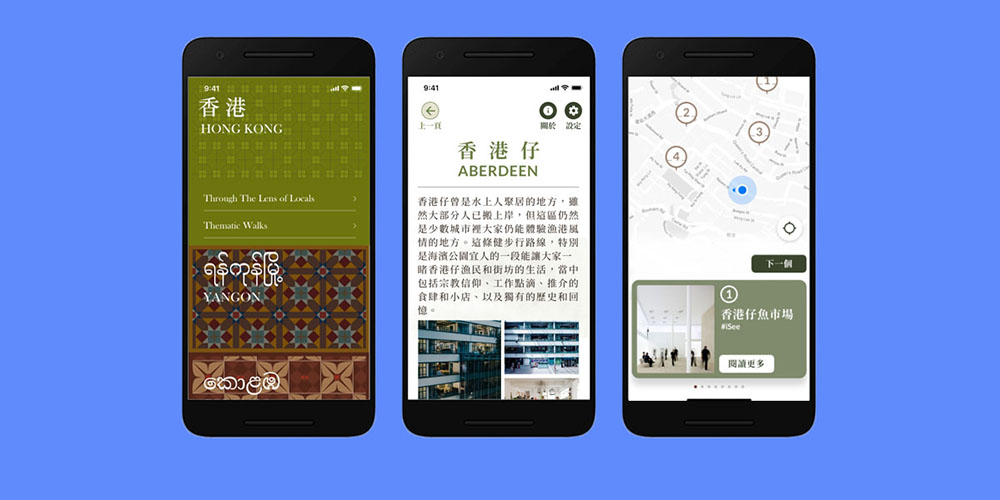 9:41
香港
HONG KONG
Through The Lens of Locals
Thematic Walks
ရန်ကုန်မြို့
YANGON
කොළඹ
9:41
上一頁
關於
設定
香港仔
ABERDEEN
香港仔曾是水上人聚居的地方，雖
然大部分人已搬上岸，但這區仍然
是少數城市裡大家仍能體驗漁港風
情的地方。這條健步行路線，特別
是海濱公園宜人的一段能讓大家一
睹香港仔漁民和街坊的生活，當中
包括宗教信仰、工作點滴、推介的
食肆和小店、以及獨有的歷史和回
憶。
1
2
3
4
Queen's Road Central
下一個
1
香港仔魚市場
#iSee
閱讀更多